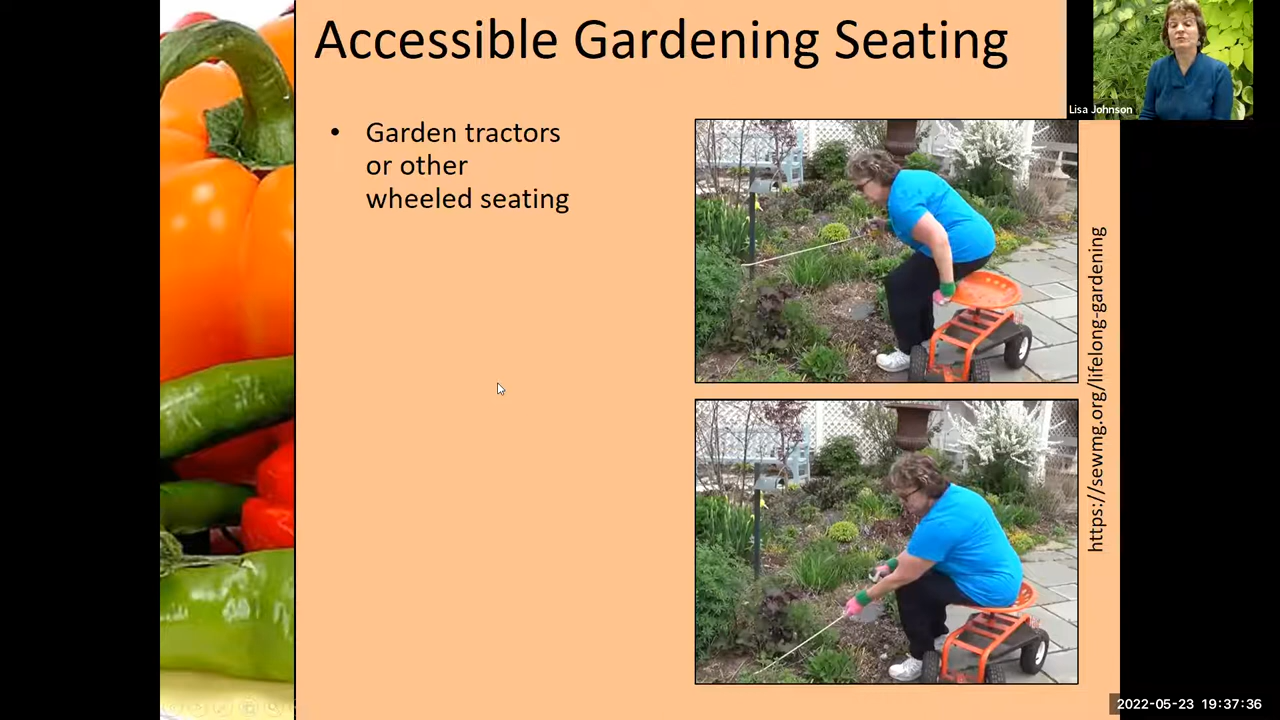 Accessible Gardening Seating
Lisa Johnson
• Garden tractors
or other
wheeled seating
https://sewmg.org/lifelong-gardening
2022-05-23 19:37:36